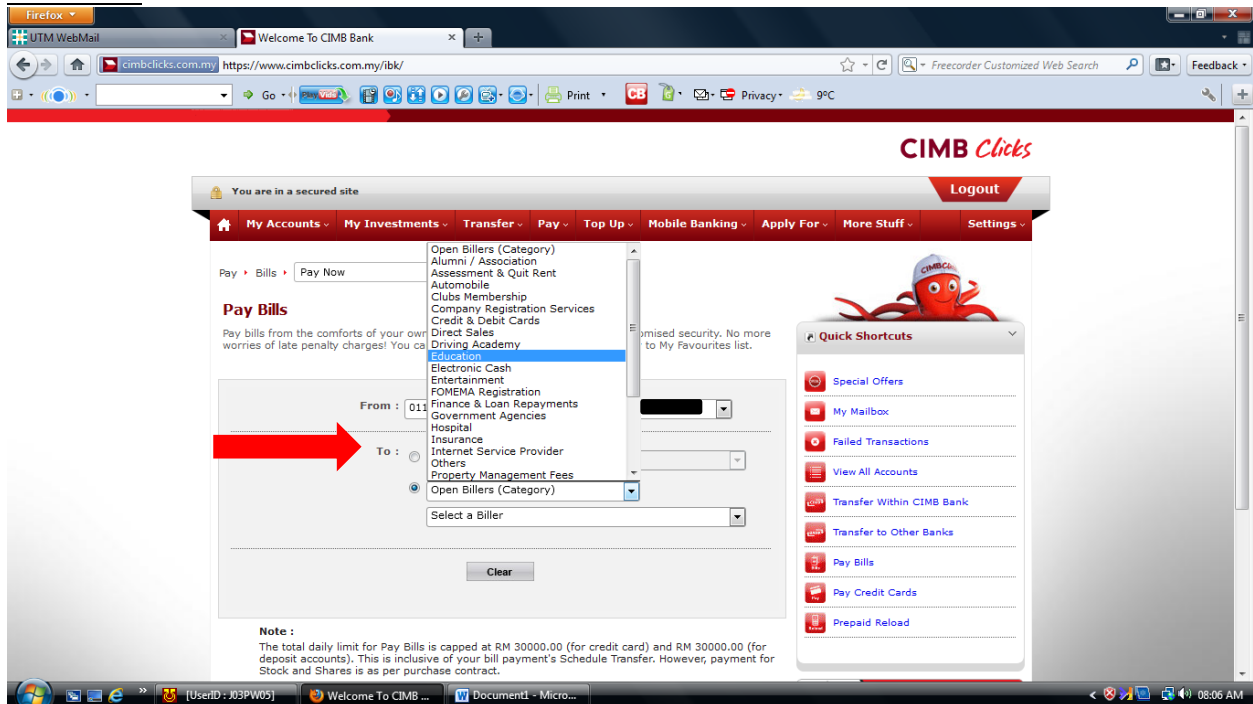 Firefox
UTM WebMail
Welcome To CIMB Bank
cimbclicks.com.my https://www.cimbclicks.com.my/ibk/
Freecorder Customized Web Search
Feedback
Go
Print
CB
Privacy
9°C
CIMB Clicks
You are in a secured site
Logout
My Accounts My Investments Transfer Pay Top Up Mobile Banking Apply For More Stuff Settings
Pay Bills Pay Now
Open Billers (Category)
Alumni / Association
Assessment & Quit Rent
Automobile
Clubs Membership
Company Registration Services
Credit & Debit Cards
Direct Sales
Driving Academy
Education
Electronic Cash
Entertainment
FOMEMA Registration
Finance & Loan Repayments
Government Agencies
Hospital
Insurance
Internet Service Provider
Others
Property Management Fees
Pay Bills
Pay bills from the comforts of your own
mised security. No more
worries of late penalty charges! You ca
to My Favourites list.
From : 011
To :
Open Billers (Category)
Select a Biller
Clear
Note :
The total daily limit for Pay Bills is capped at RM 30000.00 (for credit card) and RM 30000.00 (for
deposit accounts). This is inclusive of your bill payment's Schedule Transfer. However, payment for
Stock and Shares is as per purchase contract.
Quick Shortcuts
Special Offers
My Mailbox
Failed Transactions
View All Accounts
Transfer Within CIMB Bank
Transfer to Other Banks
Pay Bills
Pay Credit Cards
Prepaid Reload
[UserID : J03PW05]
Welcome To CIMB ...
Document1 - Micro...
08:06 AM